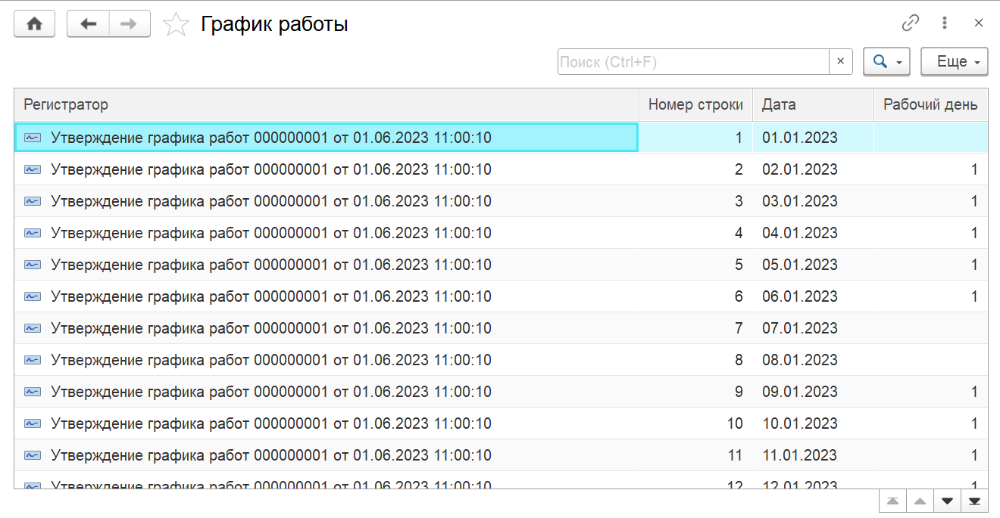 График работы
Поиск (Ctrl+F) ×
Еще
Регистратор Номер строки Дата Рабочий день
Утверждение графика работ 000000001 от 01.06.2023 11:00:10 1 01.01.2023
Утверждение графика работ 000000001 от 01.06.2023 11:00:10 2 02.01.2023 1
Утверждение графика работ 000000001 от 01.06.2023 11:00:10 3 03.01.2023 1
Утверждение графика работ 000000001 от 01.06.2023 11:00:10 4 04.01.2023 1
Утверждение графика работ 000000001 от 01.06.2023 11:00:10 5 05.01.2023 1
Утверждение графика работ 000000001 от 01.06.2023 11:00:10 6 06.01.2023 1
Утверждение графика работ 000000001 от 01.06.2023 11:00:10 7 07.01.2023
Утверждение графика работ 000000001 от 01.06.2023 11:00:10 8 08.01.2023
Утверждение графика работ 000000001 от 01.06.2023 11:00:10 9 09.01.2023 1
Утверждение графика работ 000000001 от 01.06.2023 11:00:10 10 10.01.2023 1
Утверждение графика работ 000000001 от 01.06.2023 11:00:10 11 11.01.2023 1
Утверждение графика работ 000000001 от 01.06.2023 11:00:10 12 12.01.2023 1